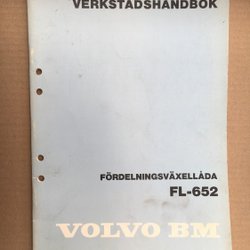 VERKSTADSHANDBOK
FÖRDELNINGSVÄXELLÅDA
FL-652
VOLVO BM